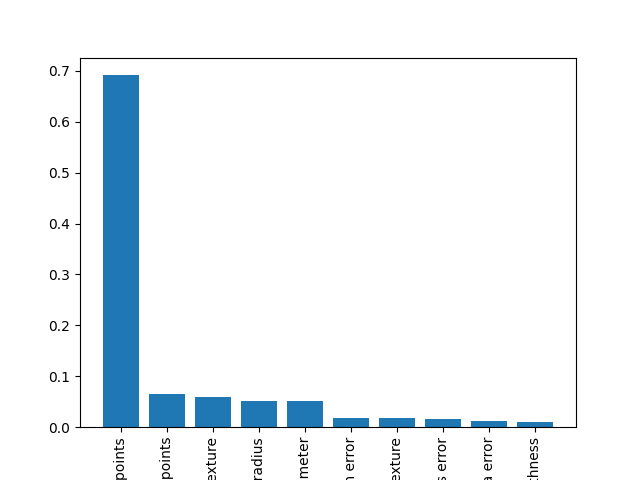 0.7
0.6
0.5
0.4
0.3
0.2
0.1
0.0
points
points
exture
radius
meter
error
exture
s error
a error
hness